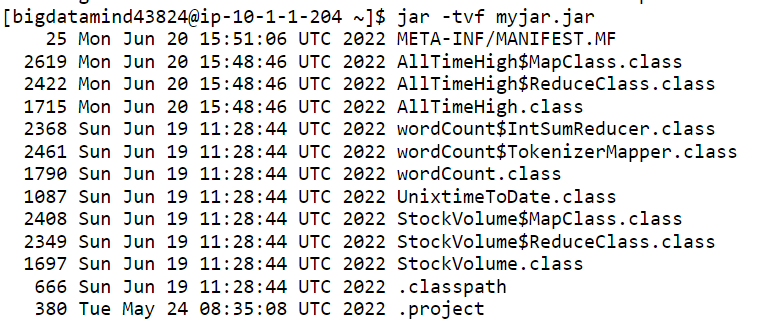 [bigdatamind43824@ip-10-1-1-204 ~]$ jar -tvf myjar.jar
    25 Mon Jun 20 15:51:06 UTC 2022 META-INF/MANIFEST.MF
  2619 Mon Jun 20 15:48:46 UTC 2022 AllTimeHigh$MapClass.class
  2422 Mon Jun 20 15:48:46 UTC 2022 AllTimeHigh$ReduceClass.class
  1715 Mon Jun 20 15:48:46 UTC 2022 AllTimeHigh.class
  2368 Sun Jun 19 11:28:44 UTC 2022 wordCount$IntSumReducer.class
  2461 Sun Jun 19 11:28:44 UTC 2022 wordCount$TokenizerMapper.class
  1790 Sun Jun 19 11:28:44 UTC 2022 wordCount.class
  1087 Sun Jun 19 11:28:44 UTC 2022 UnixtimeToDate.class
  2408 Sun Jun 19 11:28:44 UTC 2022 StockVolume$MapClass.class
  2349 Sun Jun 19 11:28:44 UTC 2022 StockVolume$ReduceClass.class
  1697 Sun Jun 19 11:28:44 UTC 2022 StockVolume.class
   666 Sun Jun 19 11:28:44 UTC 2022 .classpath
   380 Tue May 24 08:35:08 UTC 2022 .project